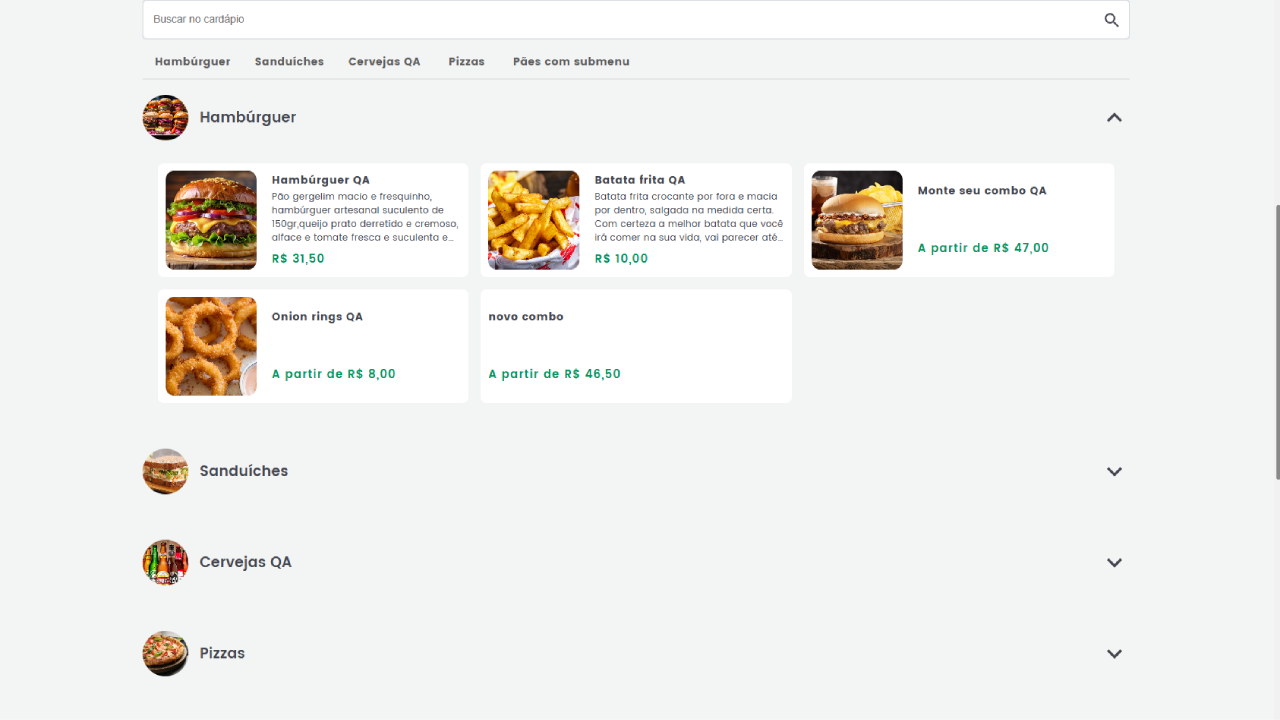 Buscar no cardápio
Hambúrguer Sanduíches Cervejas QA Pizzas Pães com submenu
Hambúrguer
Hambúrguer QA
Pão gergelim macio e fresquinho,
hambúrguer artesanal suculento de
150gr,queijo prato derretido e cremoso,
alface e tomate fresca e suculenta e...
R$ 31,50
Batata frita QA
Batata frita crocante por fora e macia
por dentro, salgada na medida certa.
Com certeza a melhor batata que você
irá comer na sua vida, vai parecer até...
R$ 10,00
Monte seu combo QA
A partir de R$ 47,00
Onion rings QA
A partir de R$ 8,00
novo combo
A partir de R$ 46,50
Sanduíches
Cervejas QA
Pizzas